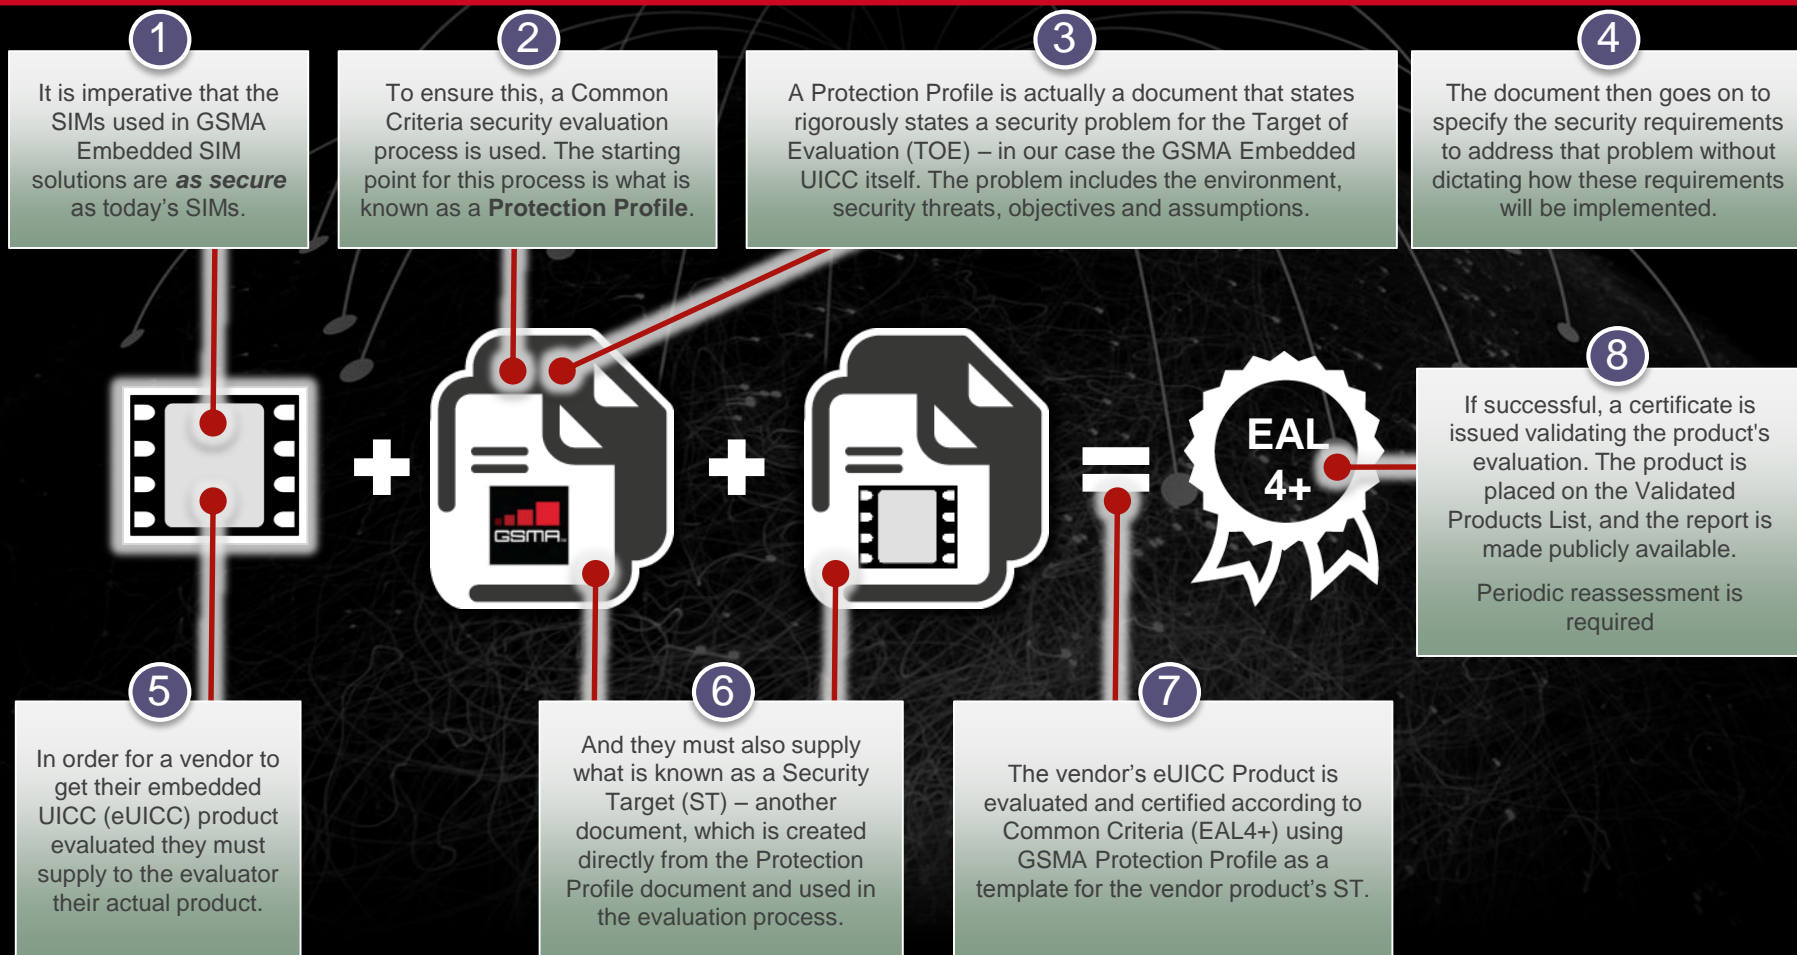 1
It is imperative that the
SIMs used in GSMA
Embedded SIM
solutions are as secure
as today's SIMs.
2
To ensure this, a Common
Criteria security evaluation
process is used. The starting
point for this process is what is
known as a Protection Profile.
3
A Protection Profile is actually a document that states
rigorously states a security problem for the Target of
Evaluation (TOE) – in our case the GSMA Embedded
UICC itself. The problem includes the environment,
security threats, objectives and assumptions.
4
The document then goes on to
specify the security requirements
to address that problem without
dictating how these requirements
will be implemented.
GSMA
EAL
4+
8
If successful, a certificate is
issued validating the product's
evaluation. The product is
placed on the Validated
Products List, and the report is
made publicly available.
Periodic reassessment is
required
5
In order for a vendor to
get their embedded
UICC (eUICC) product
evaluated they must
supply to the evaluator
their actual product.
6
And they must also supply
what is known as a Security
Target (ST) – another
document, which is created
directly from the Protection
Profile document and used in
the evaluation process.
7
The vendor's eUICC Product is
evaluated and certified according to
Common Criteria (EAL4+) using
GSMA Protection Profile as a
template for the vendor product's ST.